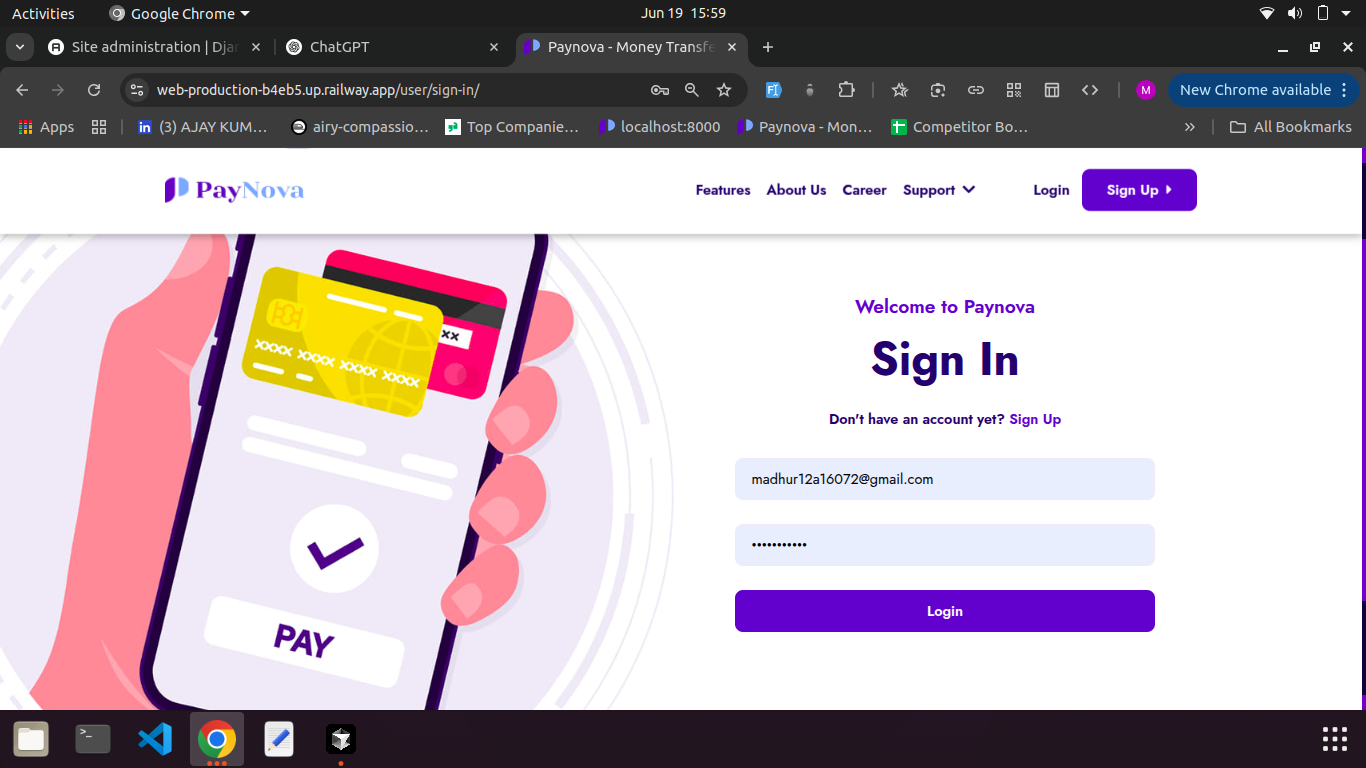 Activities Google Chrome Jun 19 15:59
Site administration | Djan ChatGPT Paynova - Money Transfe
web-production-b4eb5.up.railway.app/user/sign-in/ M New Chrome available
Apps (3) AJAY KUM… airy-compassio… Top Companie… localhost:8000 Paynova - Mon… Competitor Bo… All Bookmarks
PayNova Features About Us Career Support Login Sign Up
XX
XXXX XXXX XXXX XXXX
PAY
Welcome to Paynova
Sign In
Don't have an account yet? Sign Up
madhur12a16072@gmail.com
•••••••••••
Login